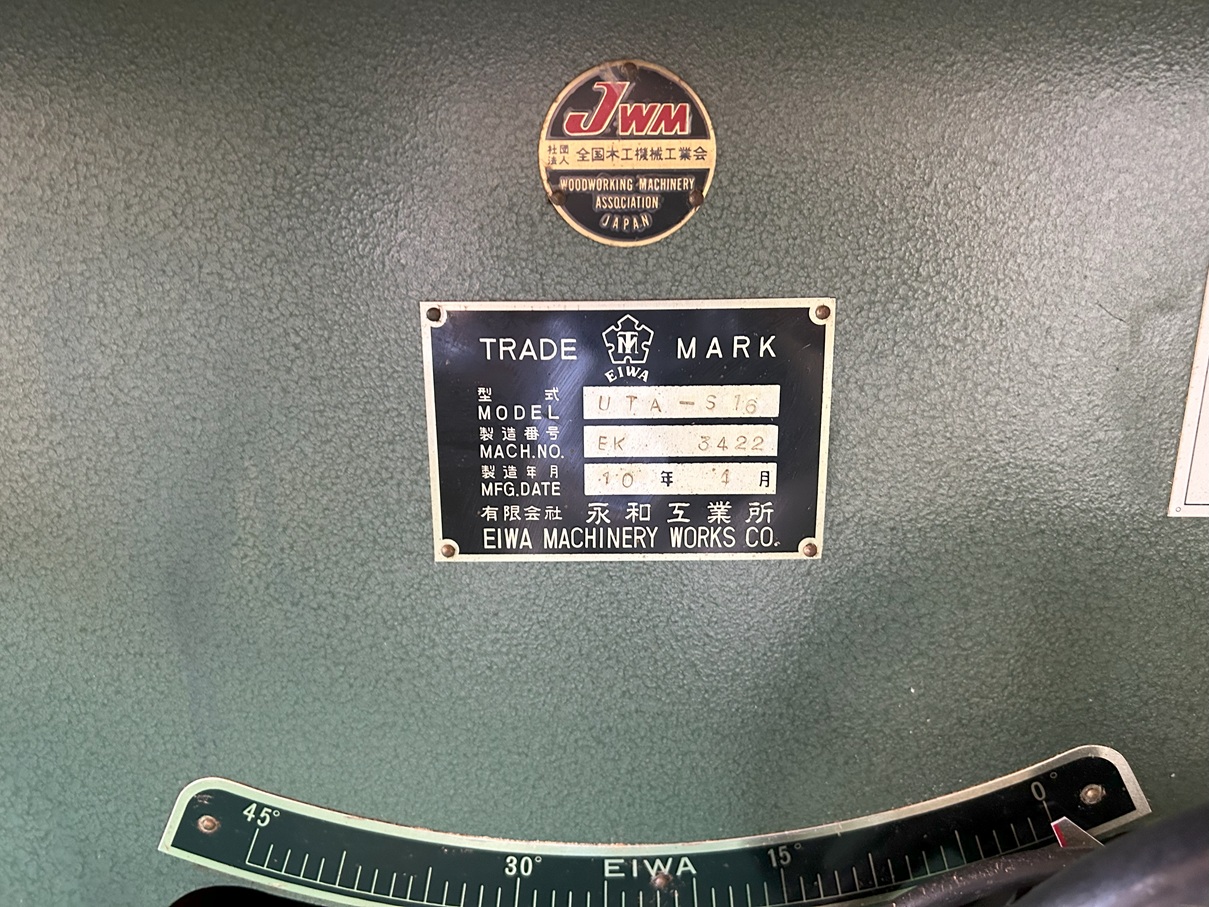 JWM
社団法人 全国木工機械工業会
WOODWORKING MACHINERY
ASSOCIATION
JAPAN
TRADE MARK
EIWA
型式 UTA-S16
MODEL
製造番号 EK 3422
MACH.NO.
製造年月 10年 1月
MFG.DATE
有限会社 永和工業所
EIWA MACHINERY WORKS CO.
45° 30° EIWA 15° 0°